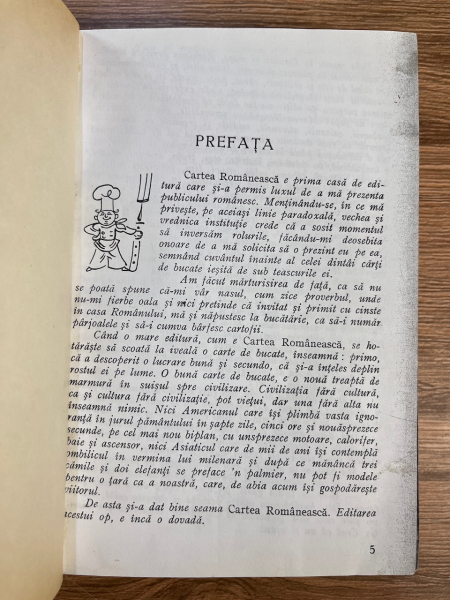 PREFAȚA
Cartea Românească e prima casă de edi-
tură care și-a permis luxul de a mă prezenta
publicului românesc. Menținându-se, în ce mă
privește, pe aceiași linie paradoxală, vechea și
vrednica instituție crede că a sosit momentul
să inversăm rolurile, făcându-mi deosebita
onoare de a mă solicita să o prezint eu pe ea,
semnând cuvântul înainte al celei dintâi cărți
de bucate ieșită de sub teascurile ei.
Am făcut mărturisirea de față, ca să nu
se poată spune că-mi vâr nasul, cum zice proverbul, unde
nu-mi fierbe oala și nici pretinde că invitat și primit cu cinste
în casa Românului, mă și năpustesc la bucătărie, ca să-i număr
părjoalele și să-i cumva bârfesc cartofii.
Când o mare editură, cum e Cartea Românească, se ho-
tărăște să scoată la iveală o carte de bucate, înseamnă : primo,
că a descoperit o lucrare bună și secundo, că și-a înțeles deplin
rostul ei pe lume. O bună carte de bucate, e o nouă treaptă de
marmură în suișul spre civilizare. Civilizația fără cultură,
ca și cultura fără civilizație, pot viețui, dar una fără alta nu
înseamnă nimic. Nici Americanul care își plimbă vasta igno-
ranță în jurul pământului în șapte zile, cinci ore și nouăsprezece
secunde, pe cel mai nou biplan, cu unsprezece motoare, calorifer,
baie și ascensor, nici Asiaticul care de mii de ani își contemplă
ombilicul în vermina lui milenară și după ce mănâncă trei
cămile și doi elefanți se preface 'n palmier, nu pot fi modele
pentru o țară ca a noastră, care, de abia acum își gospodărește
viitorul.
De asta și-a dat bine seama Cartea Românească. Editarea
acestui op, e încă o dovadă.
5